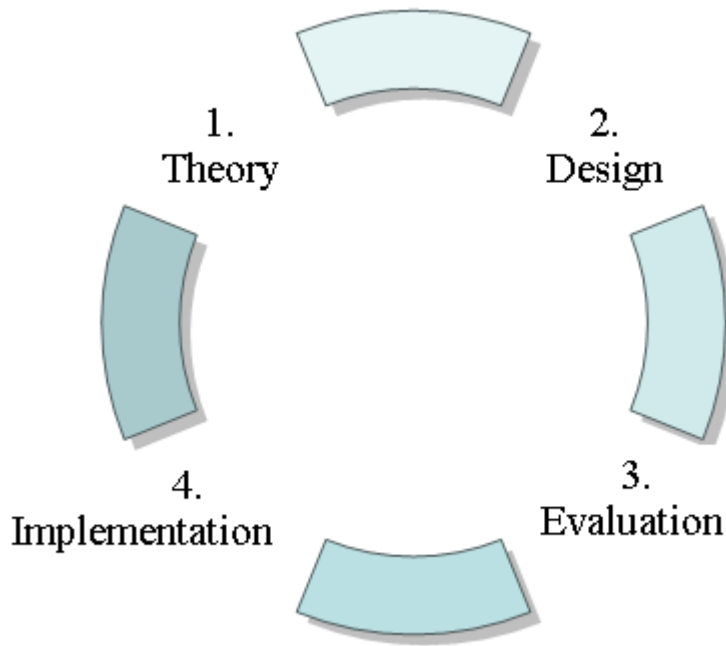 1.
Theory
2.
Design
3.
Evaluation
4.
Implementation